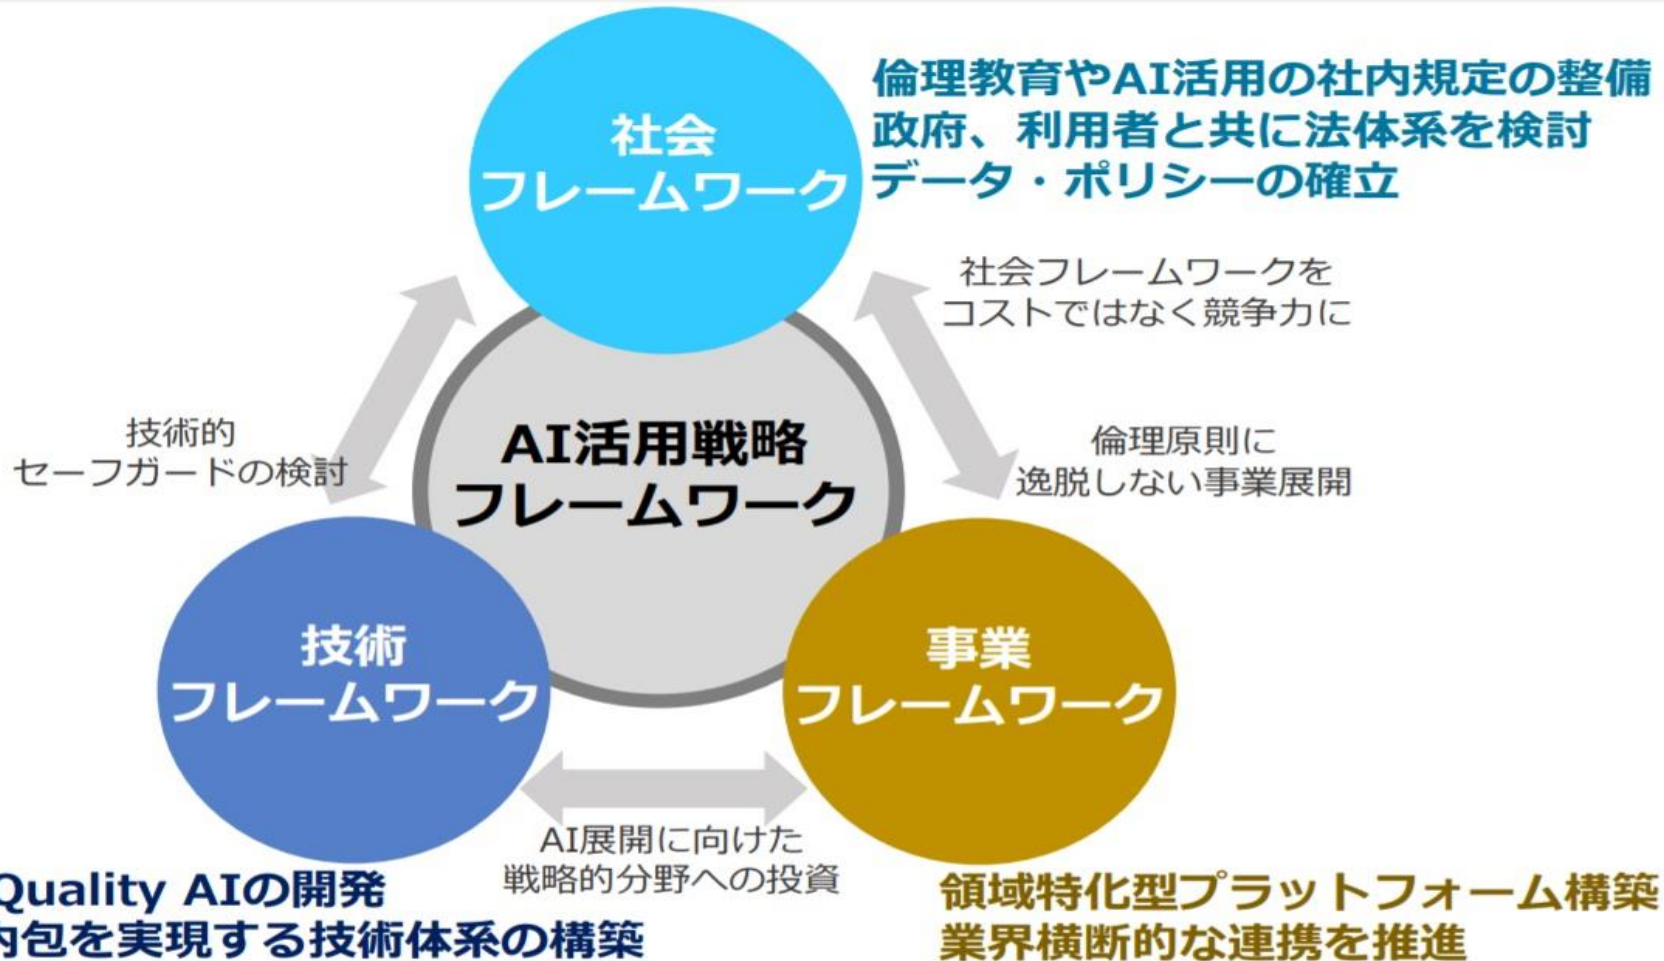 社会
フレームワーク
倫理教育やAI活用の社内規定の整備
政府、利用者と共に法体系を検討
データ・ポリシーの確立
社会フレームワークを
コストではなく競争力に
技術的
セーフガードの検討
AI活用戦略
フレームワーク
倫理原則に
逸脱しない事業展開
技術
フレームワーク
事業
フレームワーク
AI展開に向けた
戦略的分野への投資
Quality AIの開発
内包を実現する技術体系の構築
領域特化型プラットフォーム構築
業界横断的な連携を推進